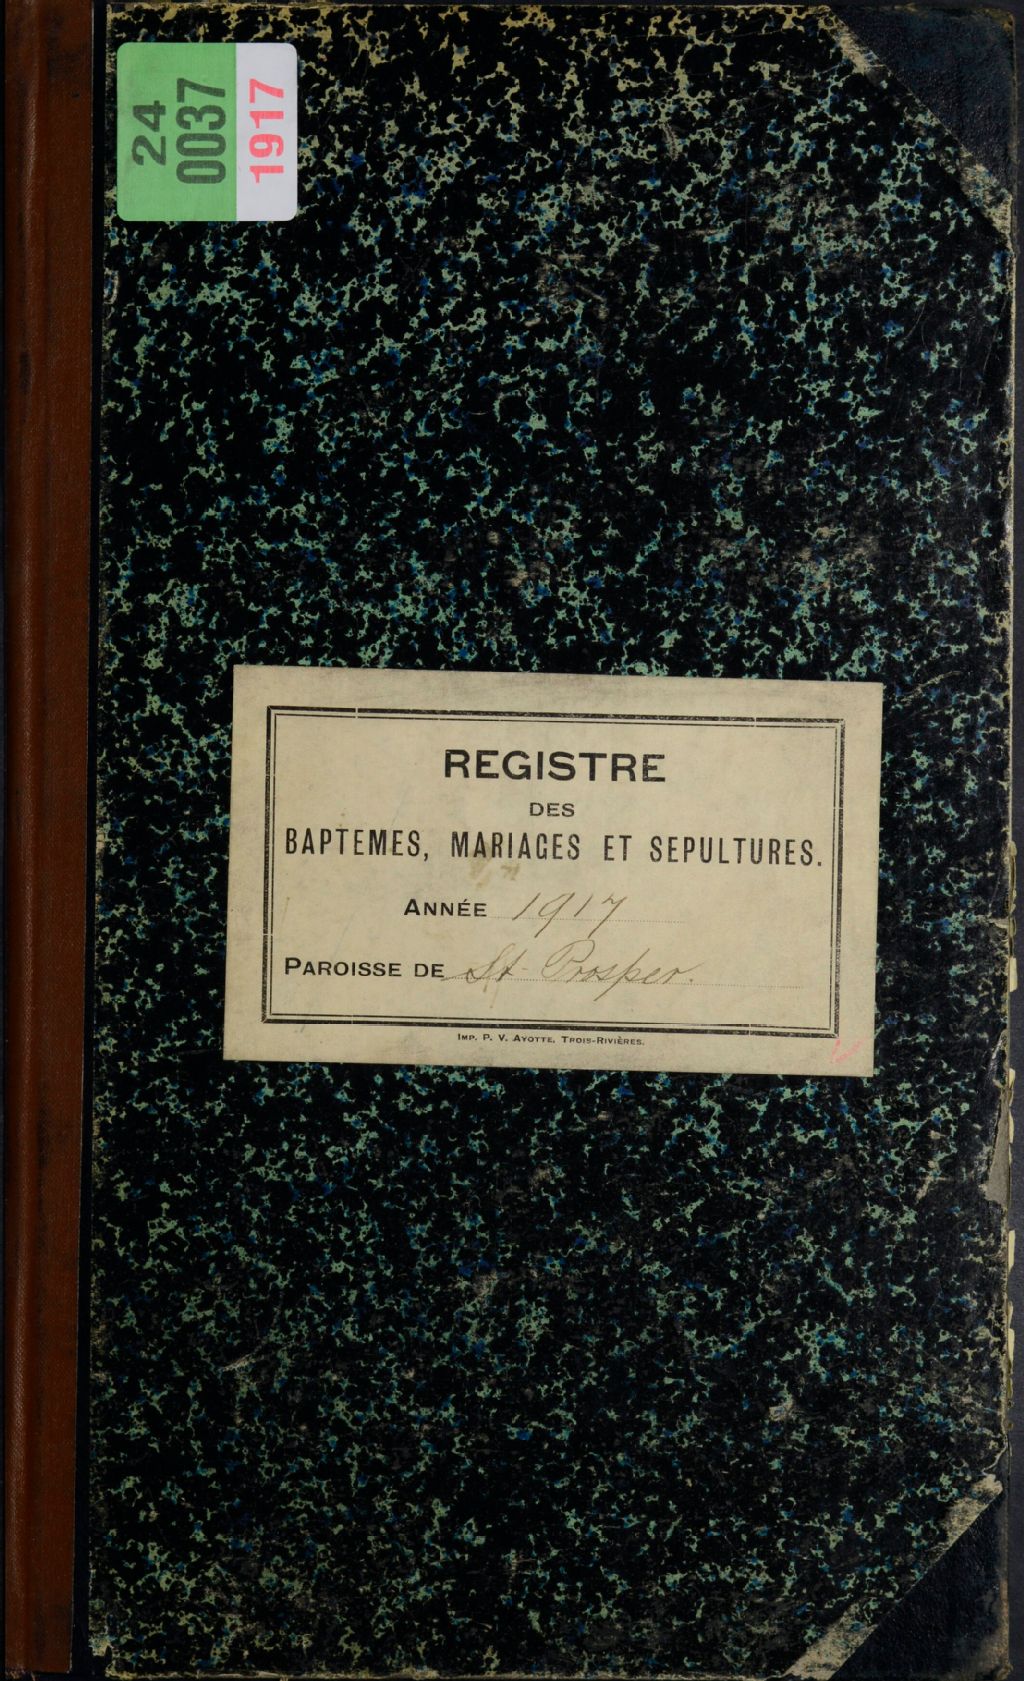 24
0037
1917
REGISTRE
DES
BAPTEMES, MARIAGES ET SEPULTURES.
ANNÉE 1917
PAROISSE DE St-Prosper.
IMP. P. V. AYOTTE, TROIS-RIVIÈRES.